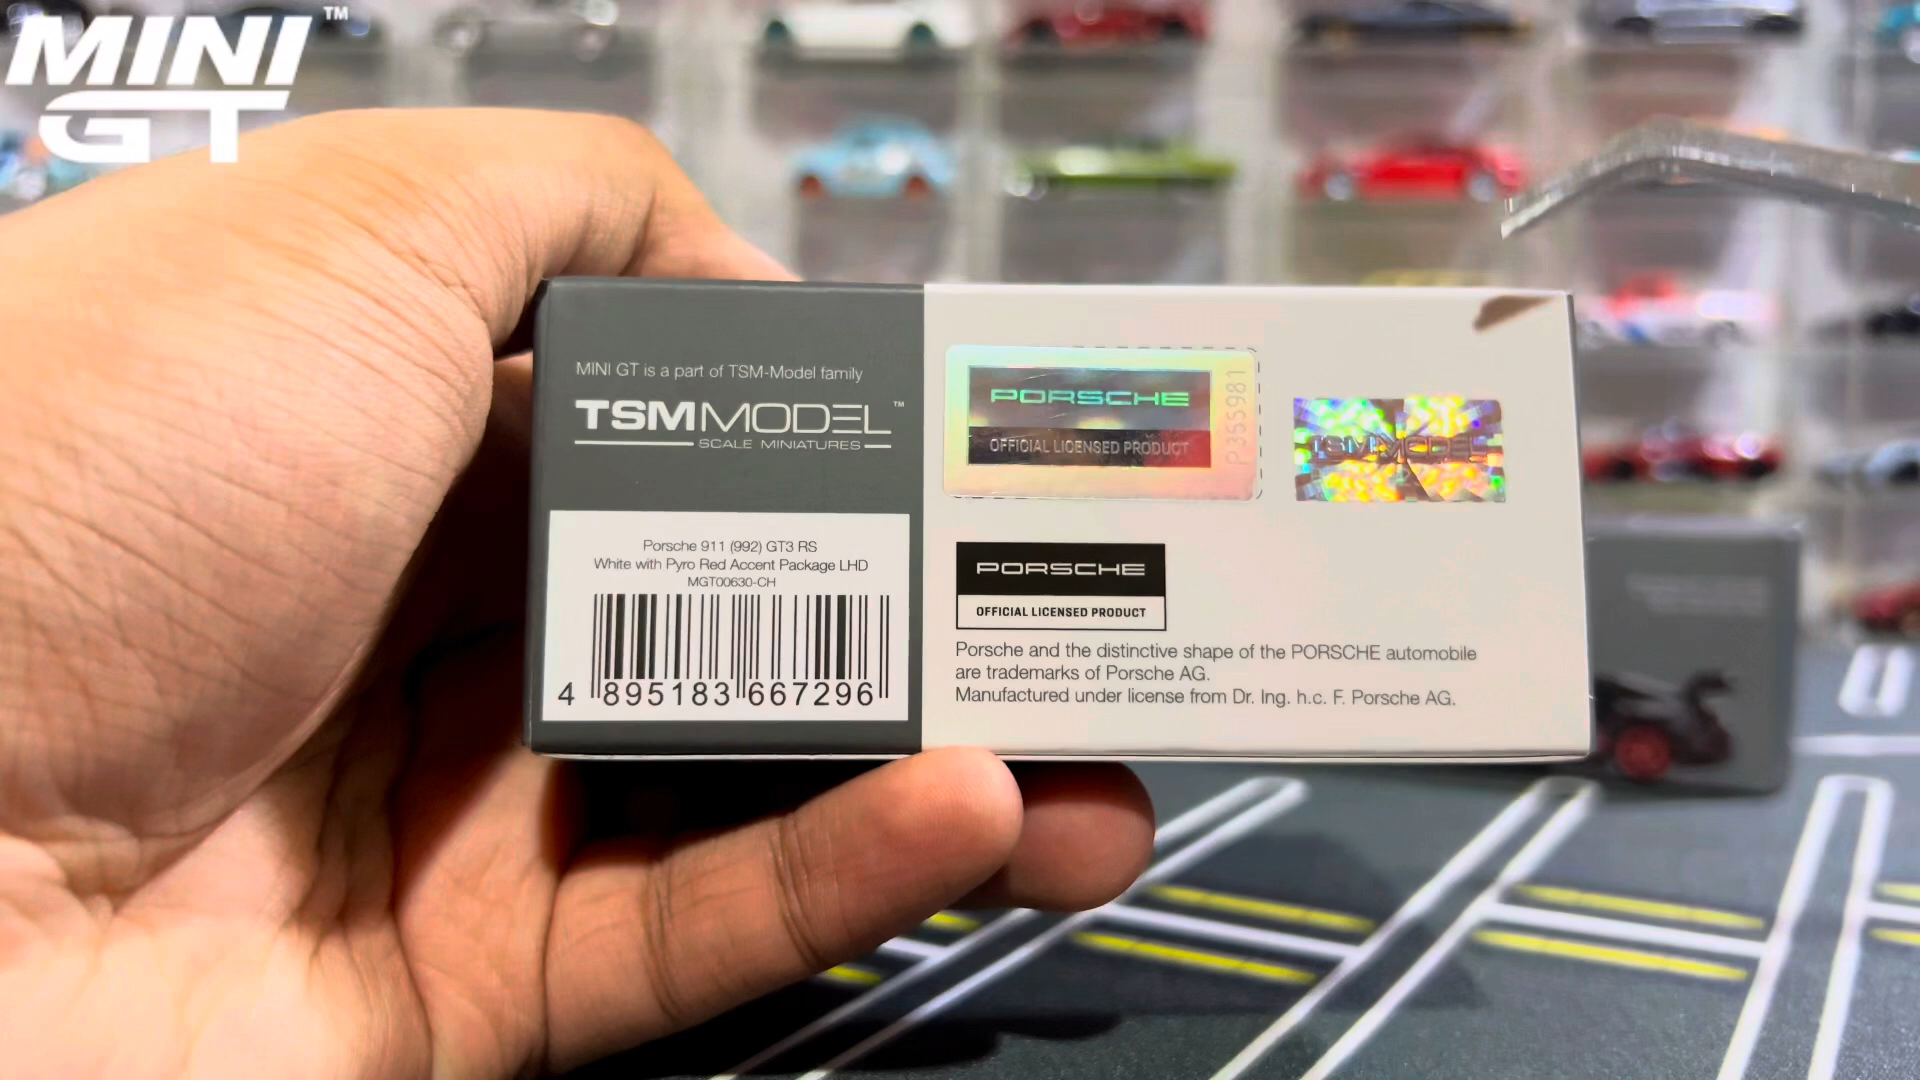 MINI™
GT
MINI GT is a part of TSM-Model family
TSMMODEL™
SCALE MINIATURES
Porsche 911 (992) GT3 RS
White with Pyro Red Accent Package LHD
MGT00630-CH
4 895183 667296
PORSCHE
OFFICIAL LICENSED PRODUCT
P355981
TSMMODEL
PORSCHE
OFFICIAL LICENSED PRODUCT
Porsche and the distinctive shape of the PORSCHE automobile
are trademarks of Porsche AG.
Manufactured under license from Dr. Ing. h.c. F. Porsche AG.